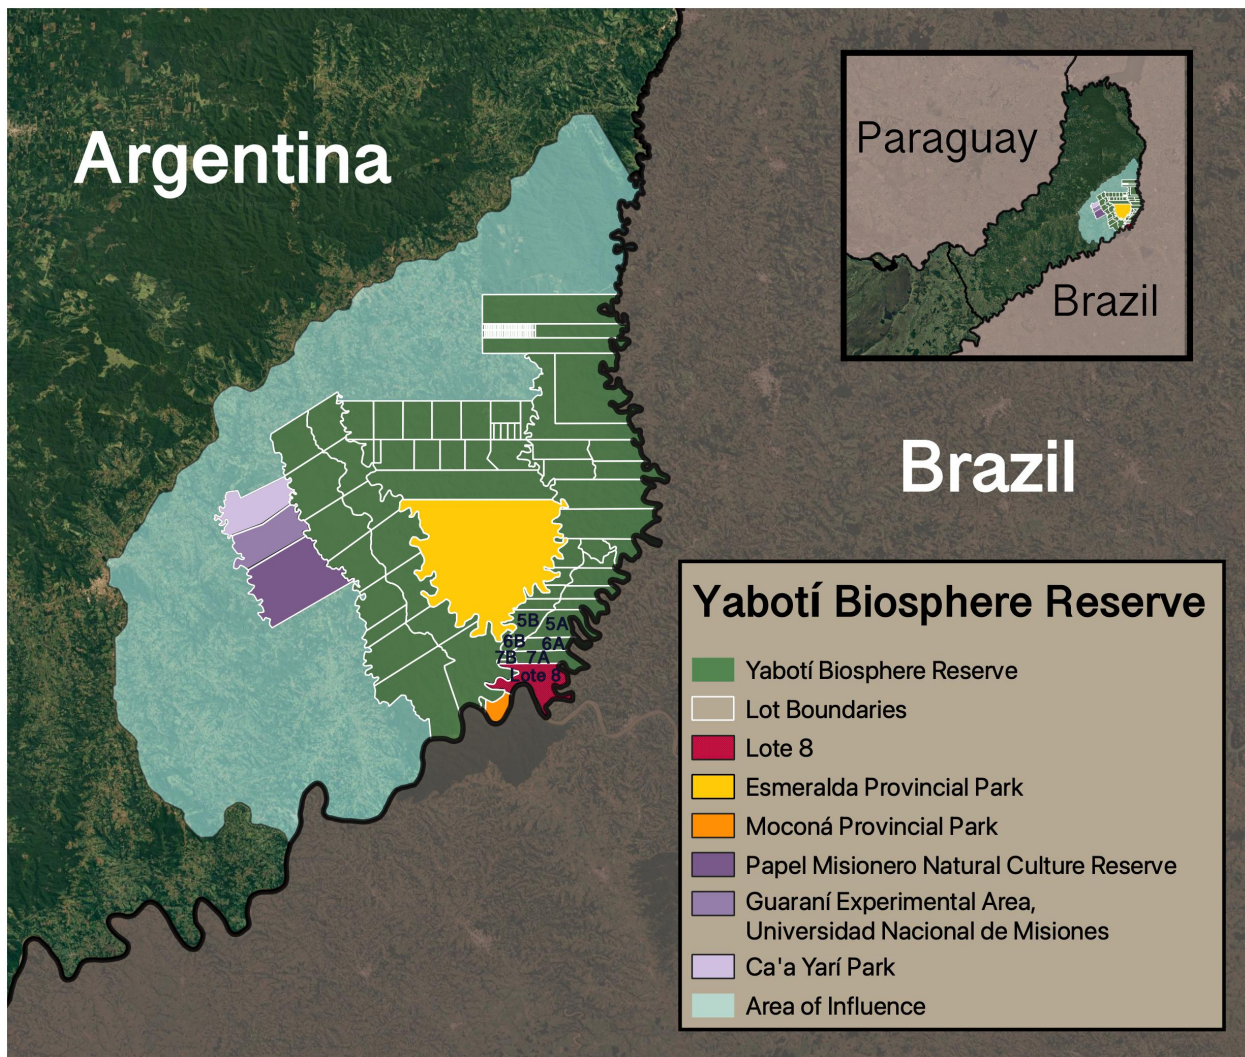 Argentina
Paraguay
Brazil
Brazil
5B 5A
6B 6A
7B 7A
Lote 8
Yabotí Biosphere Reserve
Yabotí Biosphere Reserve
Lot Boundaries
Lote 8
Esmeralda Provincial Park
Moconá Provincial Park
Papel Misionero Natural Culture Reserve
Guaraní Experimental Area,
Universidad Nacional de Misiones
Ca'a Yarí Park
Area of Influence